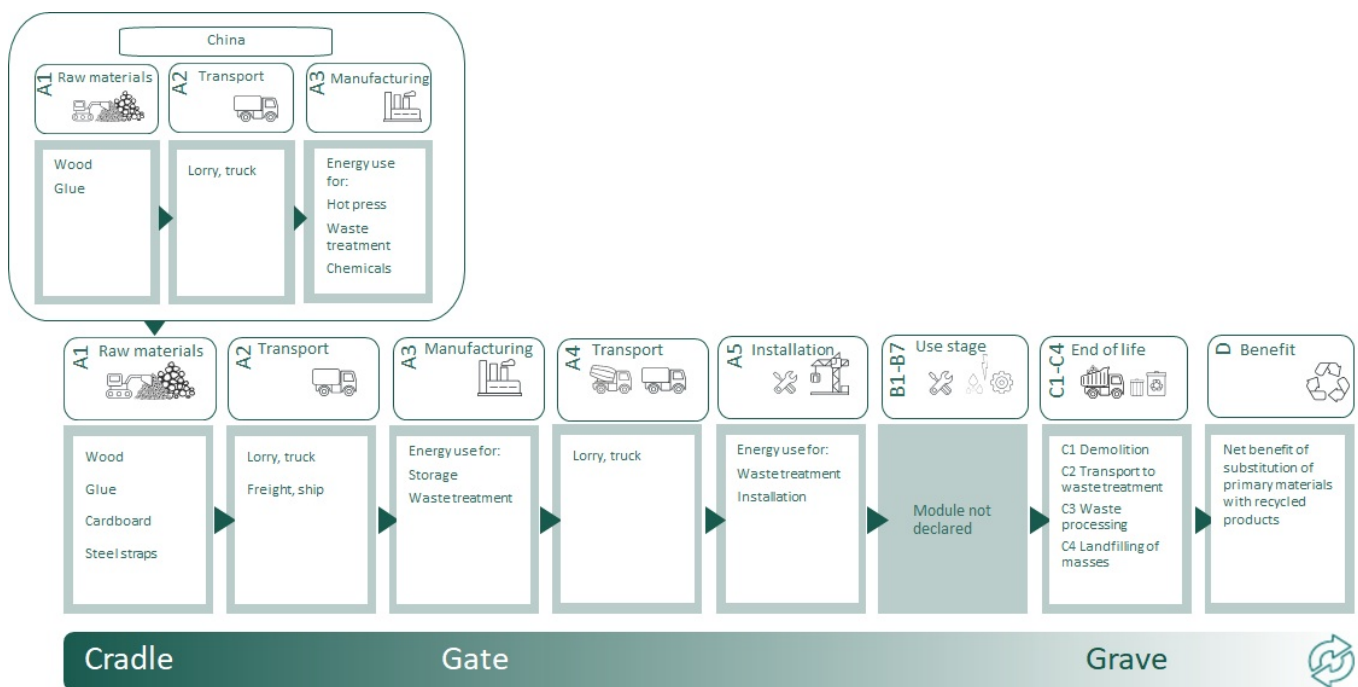 China
A1
Raw materials
A2
Transport
A3
Manufacturing
Wood
Glue
Lorry, truck
Energy use
for:
Hot press
Waste
treatment
Chemicals
A1
Raw materials
A2
Transport
A3
Manufacturing
A4
Transport
A5
Installation
B1-B7
Use stage
C1-C4
End of life
D
Benefit
Wood
Glue
Cardboard
Steel straps
Lorry, truck
Freight, ship
Energy use for:
Storage
Waste treatment
Lorry, truck
Energy use for:
Waste treatment
Installation
Module not
declared
C1 Demolition
C2 Transport to
waste treatment
C3 Waste
processing
C4 Landfilling of
masses
Net benefit of
substitution of
primary materials
with recycled
products
Cradle
Gate
Grave